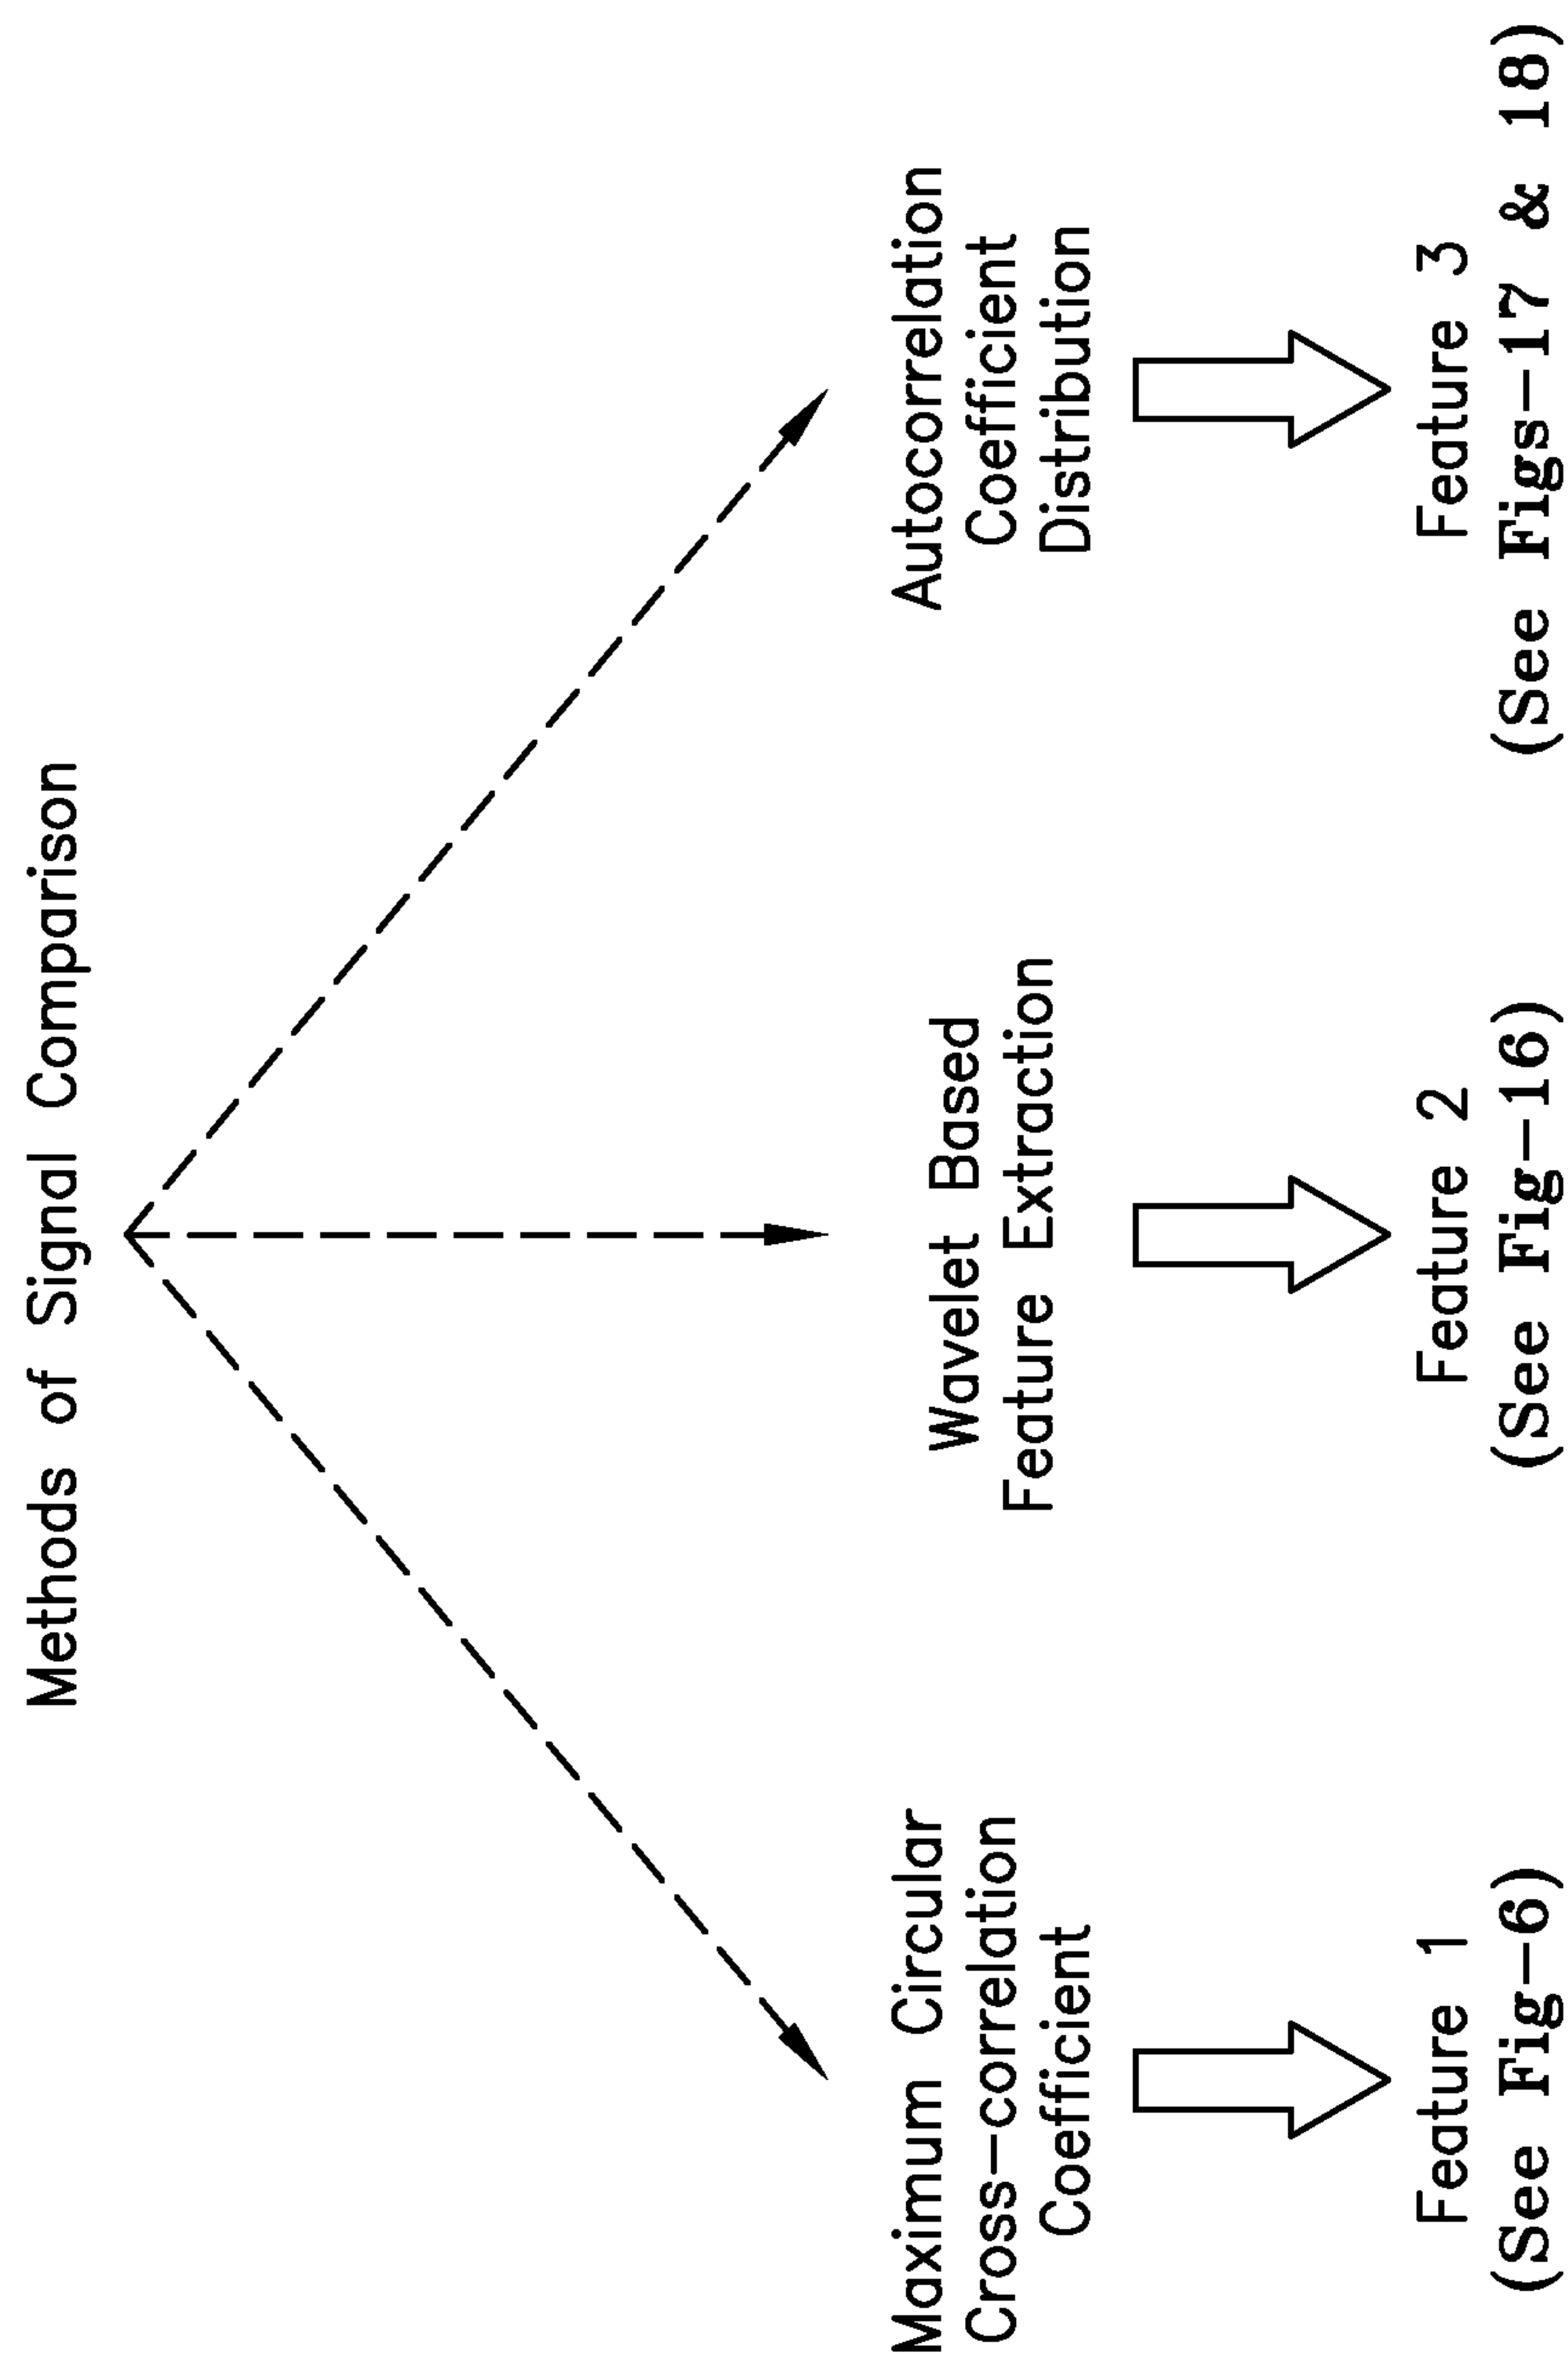 Methods of Signal Comparison
Maximum Circular
Cross-correlation
Coefficient
Feature 1
(See Fig-6)
Wavelet Based
Feature Extraction
Feature 2
(See Fig-16)
Autocorrelation
Coefficient
Distribution
Feature 3
(See Figs-17 & 18)